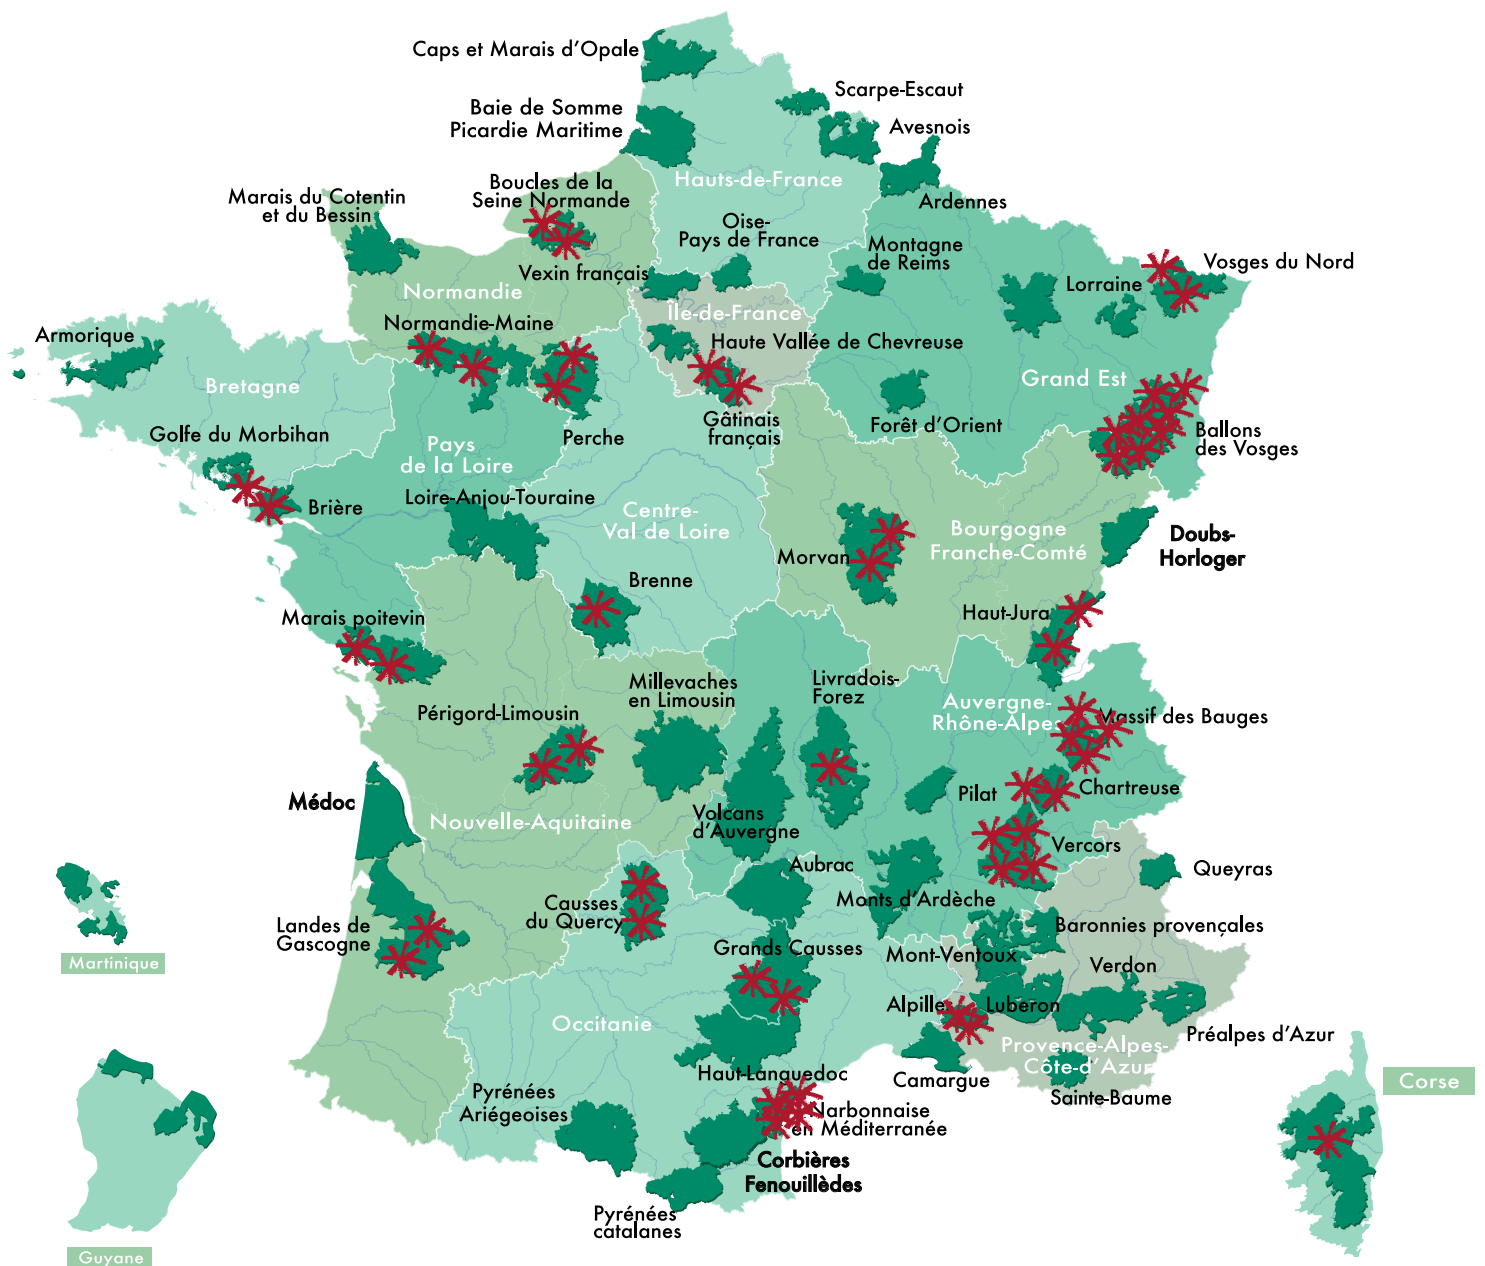 Caps et Marais d'Opale
Scarpe-Escaut
Baie de Somme
Picardie Maritime
Avesnois
Hauts-de-France
Ardennes
Marais du Cotentin
et du Bessin
Boucles de la
Seine Normande
Oise-
Pays de France
Montagne
de Reims
Vosges du Nord
Vexin français
Lorraine
Normandie
Île-de-France
Normandie-Maine
Armorique
Haute Vallée de Chevreuse
Bretagne
Grand Est
Golfe du Morbihan
Perche
Gâtinais
français
Forêt d'Orient
Ballons
des Vosges
Pays
de la Loire
Brière
Loire-Anjou-Touraine
Centre-
Val de Loire
Bourgogne
Franche-Comté
Doubs-
Horloger
Morvan
Brenne
Haut-Jura
Marais poitevin
Millevaches
en Limousin
Livradois-
Forez
Auvergne-
Rhône-Alpes
Massif des Bauges
Périgord-Limousin
Médoc
Pilat
Chartreuse
Nouvelle-Aquitaine
Volcans
d'Auvergne
Vercors
Aubrac
Queyras
Causses
du Quercy
Monts d'Ardèche
Landes de
Gascogne
Baronnies provençales
Grands Causses
Mont-Ventoux
Verdon
Martinique
Alpilles
Luberon
Occitanie
Préalpes d'Azur
Provence-Alpes-
Côte-d'Azur
Haut-Languedoc
Camargue
Sainte-Baume
Corse
Pyrénées
Ariégeoises
Narbonnaise
en Méditerranée
Corbières
Fenouillèdes
Pyrénées
catalanes
Guyane